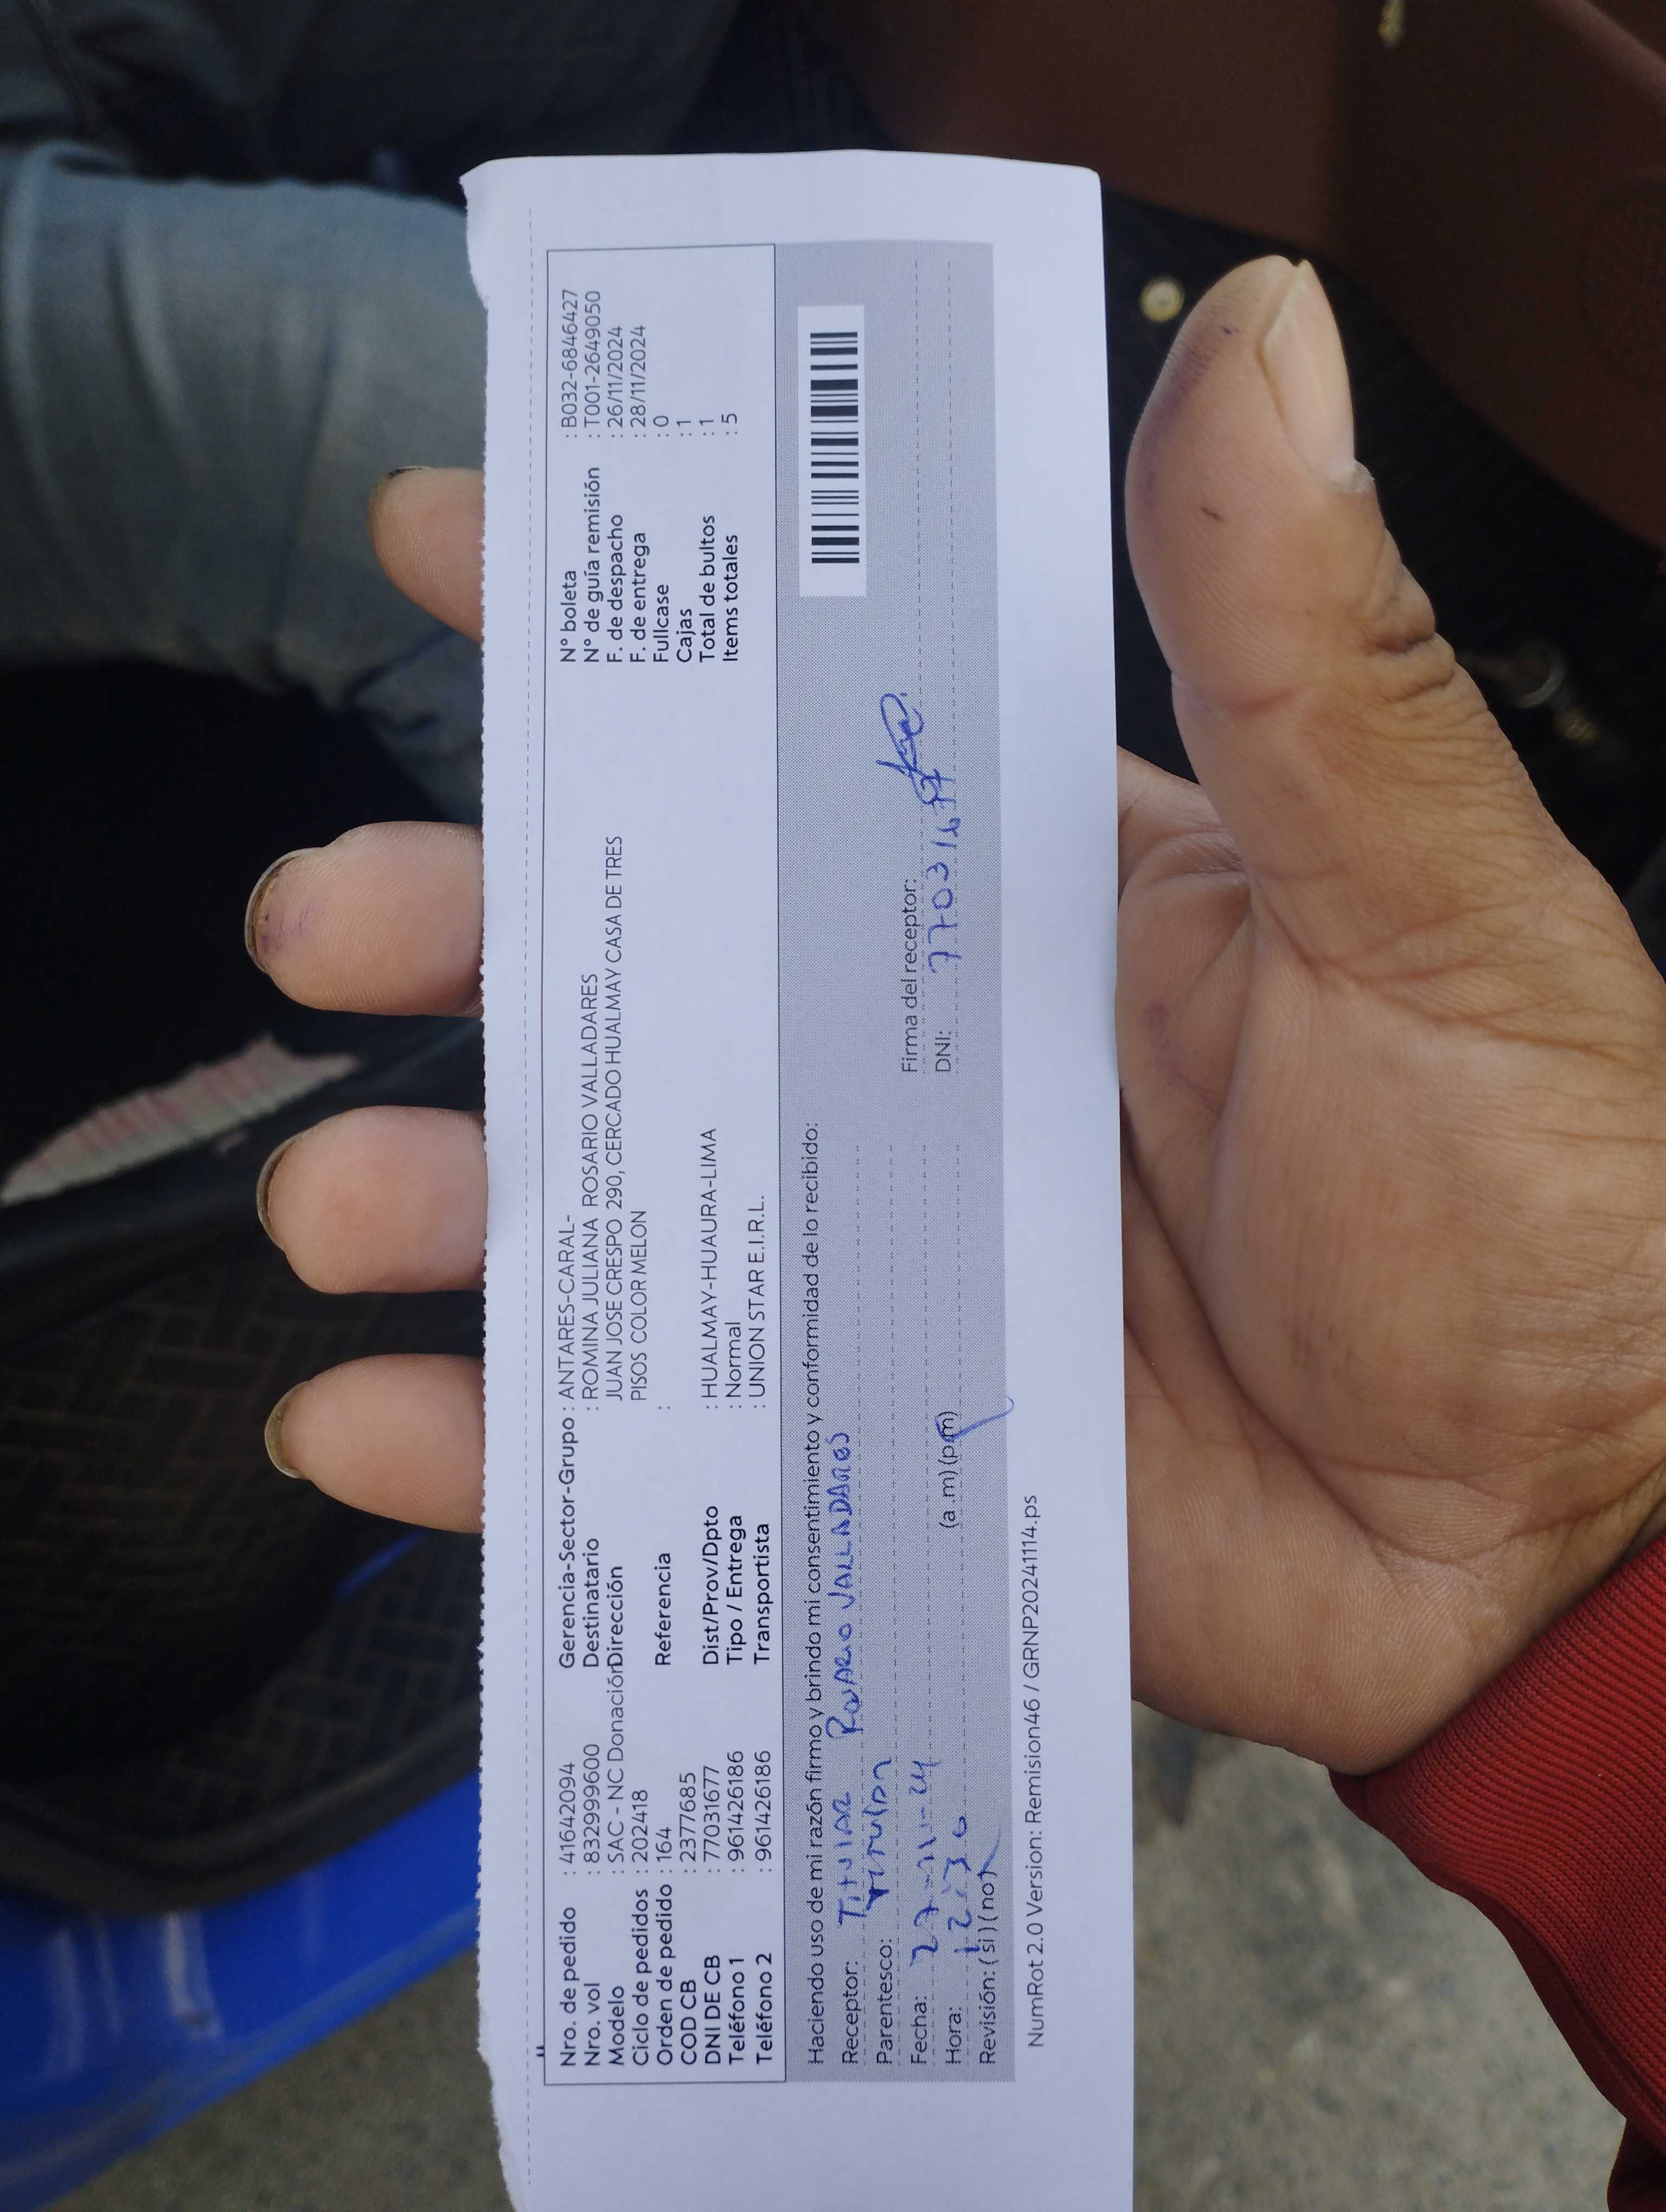 Nro. de pedido : 41642094
Nro. vol : 8329999600
Modelo : SAC - NC Donación
Ciclo de pedidos : 202418
Orden de pedido : 164
COD CB : 2377685
DNI DE CB : 77031677
Teléfono 1 : 961426186
Teléfono 2 : 961426186
Gerencia-Sector-Grupo : ANTARES-CARAL-
Destinatario : ROMINA JULIANA ROSARIO VALLADARES
Dirección JUAN JOSE CRESPO 290, CERCADO HUALMAY CASA DE TRES
PISOS COLOR MELON
Referencia :
Dist/Prov/Dpto : HUALMAY-HUAURA-LIMA
Tipo / Entrega : Normal
Transportista : UNION STAR E.I.R.L.
N° boleta : B032-6846427
N° de guía remisión : T001-2649050
F. de despacho : 26/11/2024
F. de entrega : 28/11/2024
Fullcase : 0
Cajas : 1
Total de bultos : 1
Items totales : 5
Haciendo uso de mi razón firmo y brindo mi consentimiento y conformidad de lo recibido:
Receptor: TITULAR ROSARIO VALLADARES
Parentesco:
Fecha: 27-11-24
Hora: 12:30 (a.m) (p.m)
Revisión: (si) (no)
Firma del receptor:
DNI: 77031677
NumRot 2.0 Version: Remision46 / GRNP20241114.ps